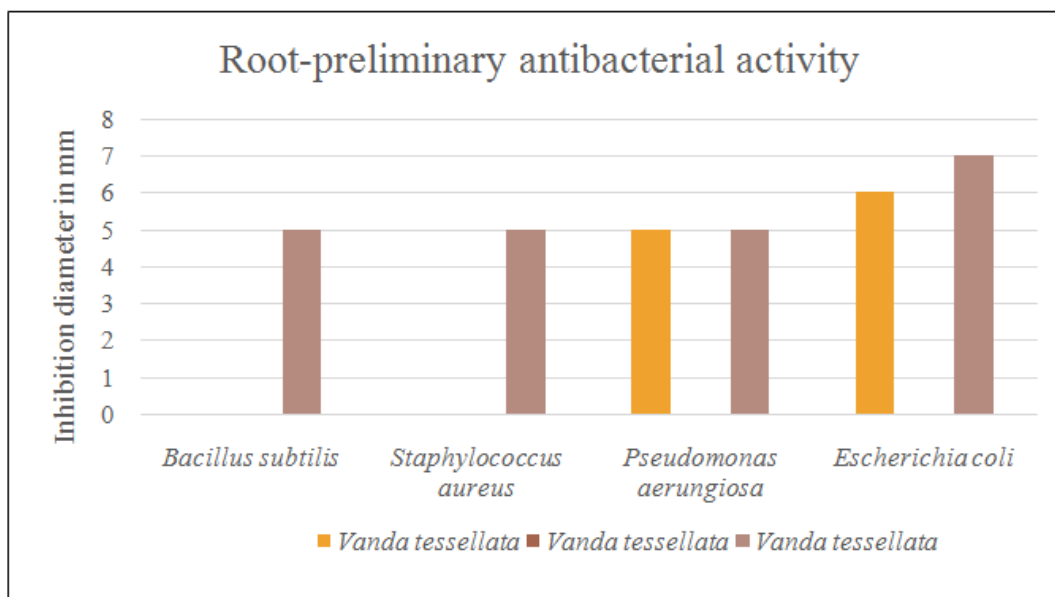 Root-preliminary antibacterial activity
Inhibition diameter in mm
8
7
6
5
4
3
2
1
0
Bacillus subtilis
Staphylococcus
aureus
Pseudomonas
aerungiosa
Escherichia coli
Vanda tessellata Vanda tessellata Vanda tessellata